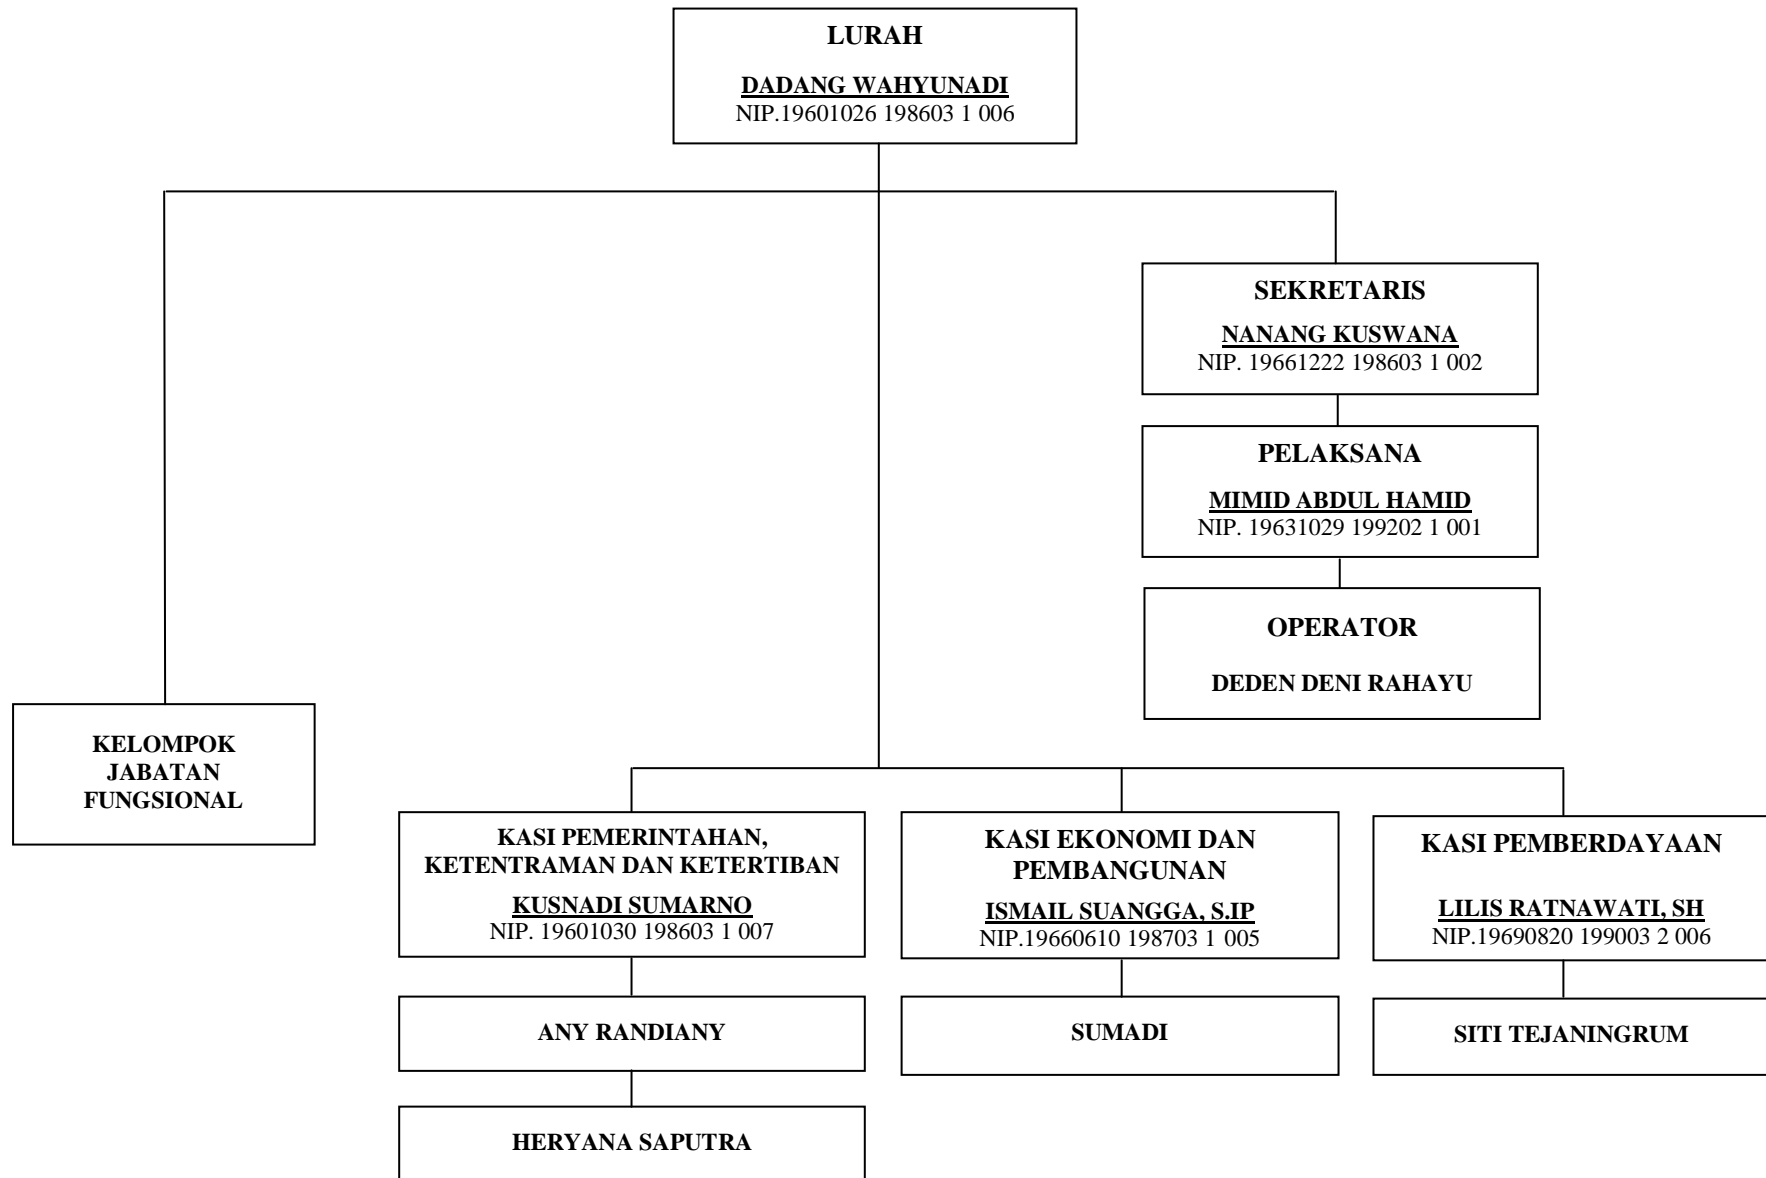 LURAH
DADANG WAHYUNADI
NIP.19601026 198603 1 006
SEKRETARIS
NANANG KUSWANA
NIP. 19661222 198603 1 002
PELAKSANA
MIMID ABDUL HAMID
NIP. 19631029 199202 1 001
OPERATOR
DEDEN DENI RAHAYU
KELOMPOK
JABATAN
FUNGSIONAL
KASI PEMERINTAHAN,
KETENTRAMAN DAN KETERTIBAN
KUSNADI SUMARNO
NIP. 19601030 198603 1 007
KASI EKONOMI DAN
PEMBANGUNAN
ISMAIL SUANGGA, S.IP
NIP.19660610 198703 1 005
KASI PEMBERDAYAAN
LILIS RATNAWATI, SH
NIP.19690820 199003 2 006
ANY RANDIANY
SUMADI
SITI TEJANINGRUM
HERYANA SAPUTRA